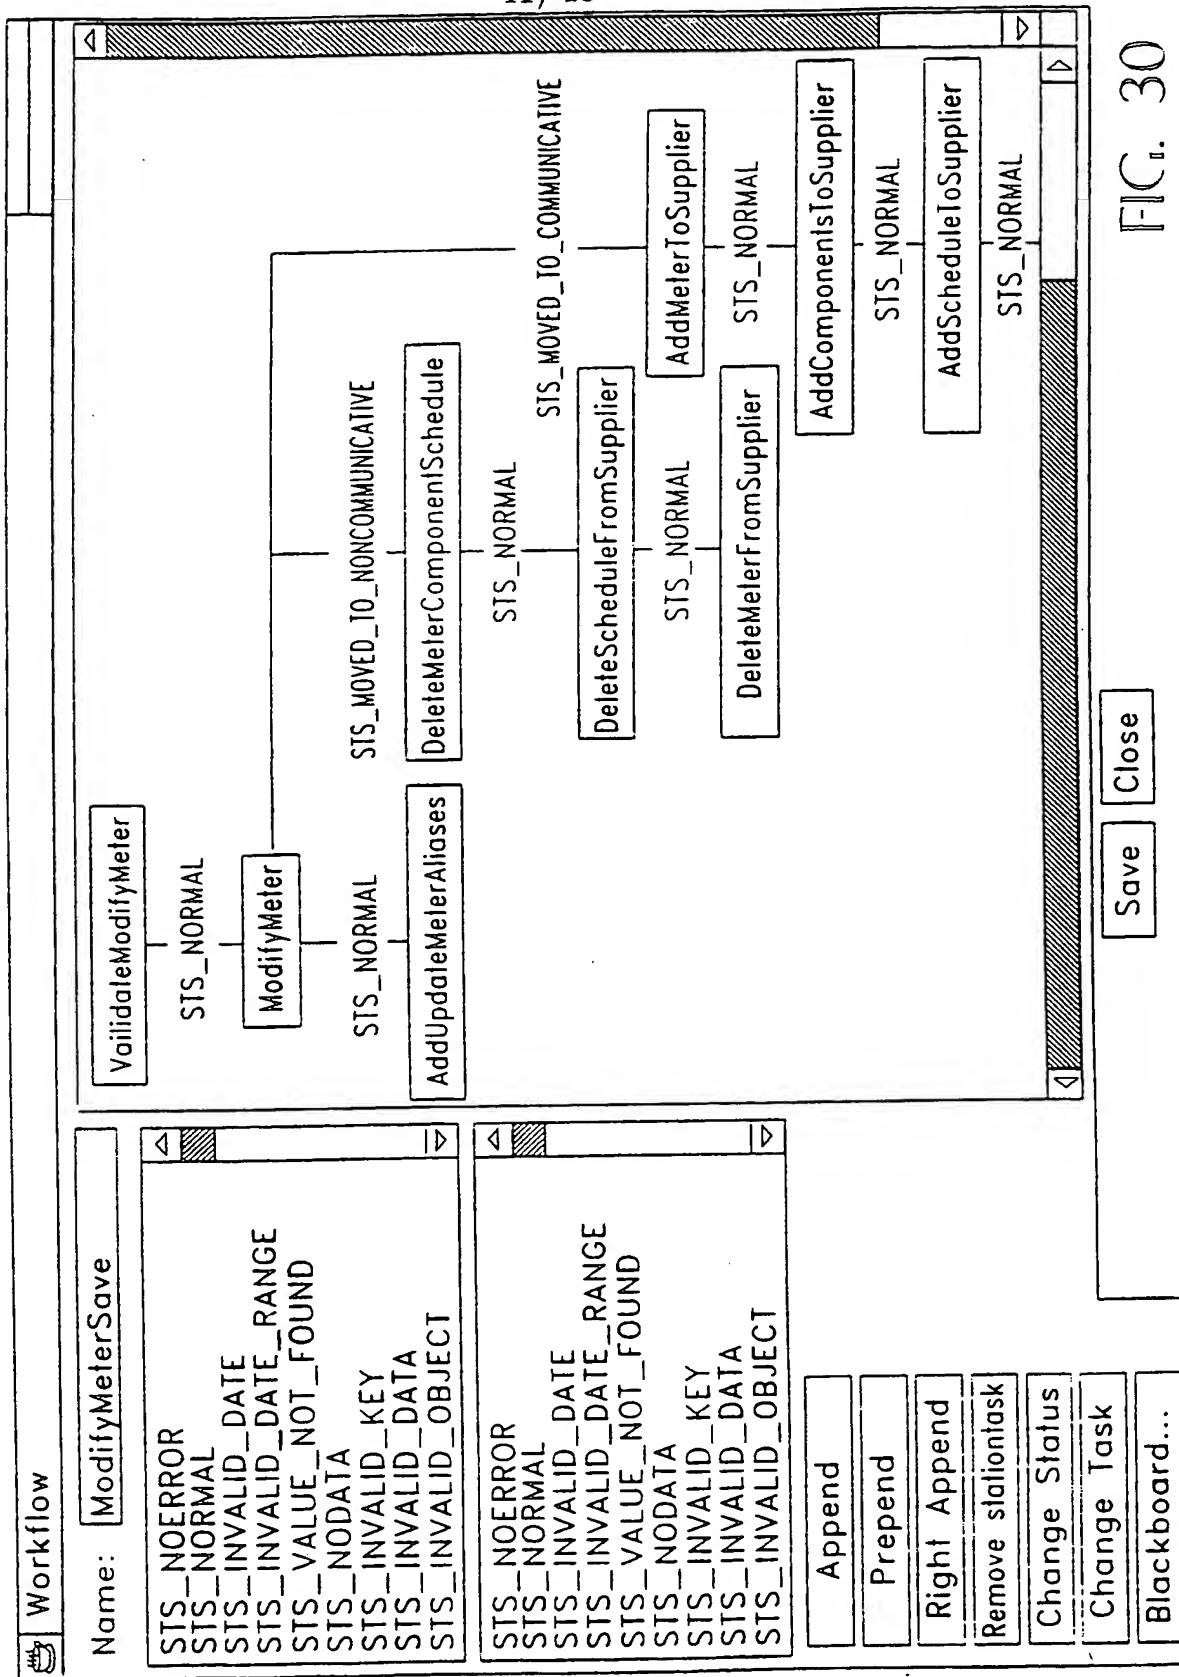 Workflow
Name: ModifyMeterSave
STS_NOERROR
STS_NORMAL
STS_INVALID_DATE
STS_INVALID_DATE_RANGE
STS_VALUE_NOT_FOUND
STS_NODATA
STS_INVALID_KEY
STS_INVALID_DATA
STS_INVALID_OBJECT
STS_NOERROR
STS_NORMAL
STS_INVALID_DATE
STS_INVALID_DATE_RANGE
STS_VALUE_NOT_FOUND
STS_NODATA
STS_INVALID_KEY
STS_INVALID_DATA
STS_INVALID_OBJECT
Append
Prepend
Right Append
Remove stationtask
Change Status
Change Task
Blackboard...
VailidateModifyMeter
STS_NORMAL
ModifyMeter
STS_NORMAL
STS_MOVED_TO_NONCOMMUNICATIVE
AddUpdateMeterAliases
DeleteMeterComponentSchedule
STS_NORMAL
STS_MOVED_TO_COMMUNICATIVE
DeleteScheduleFromSupplier
AddMeterToSupplier
STS_NORMAL
STS_NORMAL
DeleteMeterFromSupplier
AddComponentsToSupplier
STS_NORMAL
AddScheduleToSupplier
STS_NORMAL
Save
Close
FIG. 30